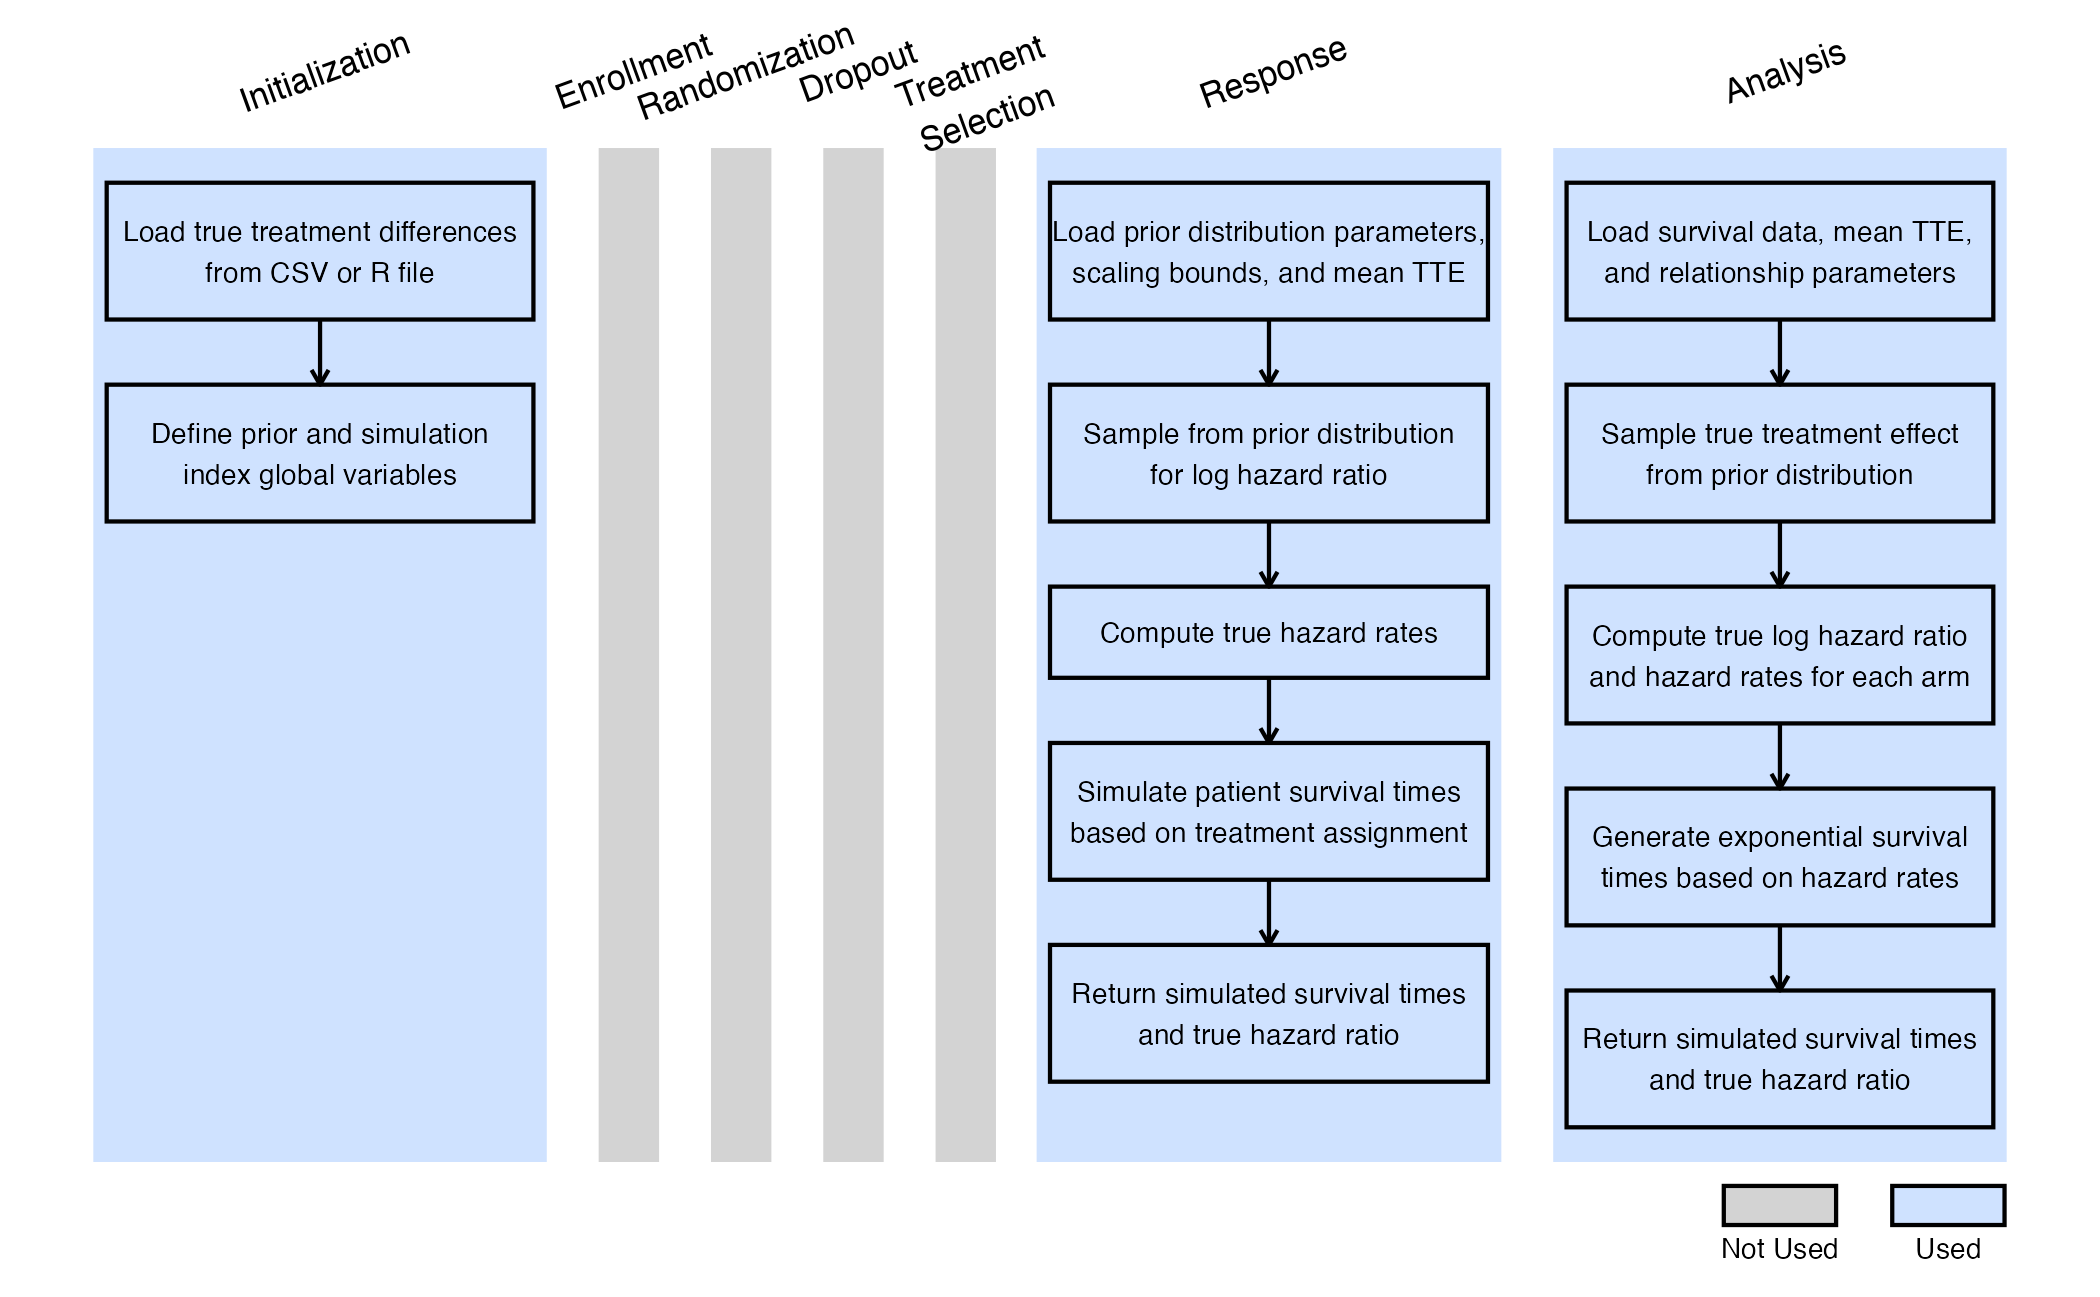 Initialization
Enrollment
Randomization
Dropout
Treatment
Selection
Response
Analysis
Load true treatment differences
from CSV or R file
Define prior and simulation
index global variables
Load prior distribution parameters,
scaling bounds, and mean TTE
Sample from prior distribution
for log hazard ratio
Compute true hazard rates
Simulate patient survival times
based on treatment assignment
Return simulated survival times
and true hazard ratio
Load survival data, mean TTE,
and relationship parameters
Sample true treatment effect
from prior distribution
Compute true log hazard ratio
and hazard rates for each arm
Generate exponential survival
times based on hazard rates
Return simulated survival times
and true hazard ratio
Not Used
Used